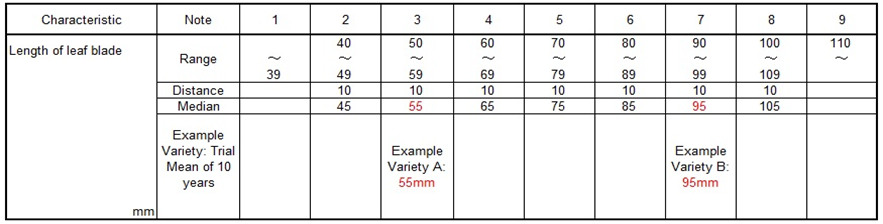 Characteristic Note 1 2 3 4 5 6 7 8 9
Length of leaf blade
Range
40 50 60 70 80 90 100 110
～ ～ ～ ～ ～ ～ ～ ～ ～
39 49 59 69 79 89 99 109
Distance 10 10 10 10 10 10 10
Median 45 55 65 75 85 95 105
Example
Variety: Trial
Mean of 10
years
Example
Variety A:
55mm
Example
Variety B:
95mm
mm